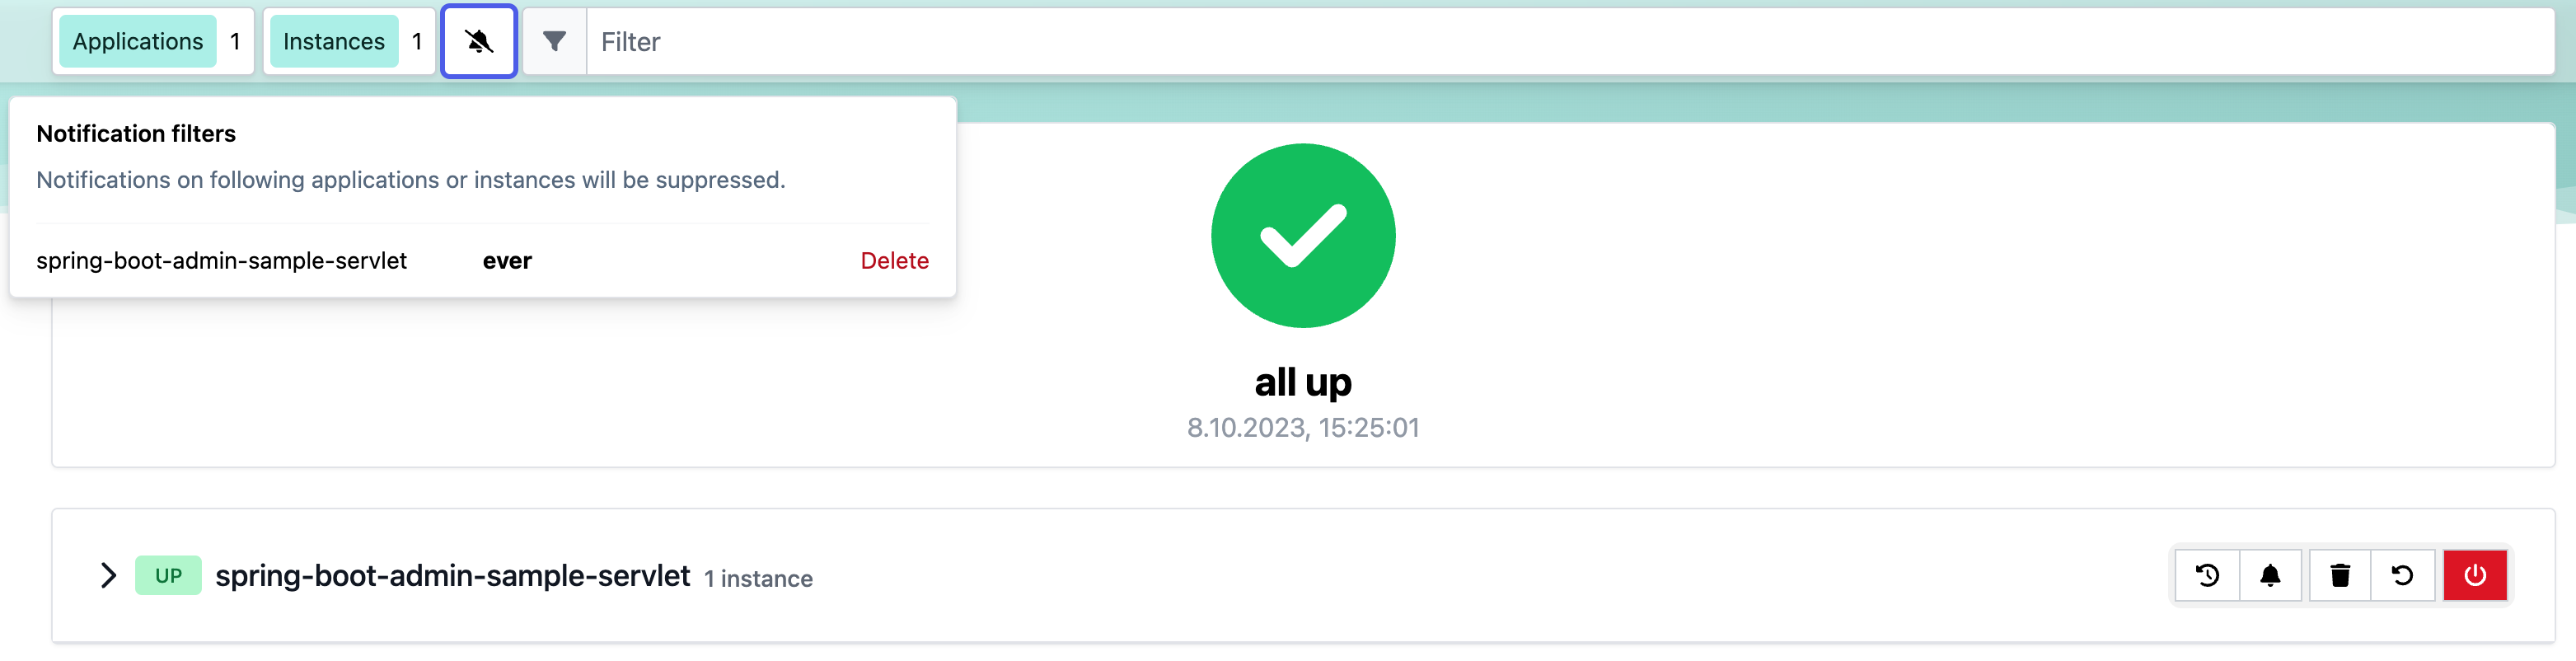 Applications 1 Instances 1 Filter
Notification filters
Notifications on following applications or instances will be suppressed.
spring-boot-admin-sample-servlet ever Delete
all up
8.10.2023, 15:25:01
UP spring-boot-admin-sample-servlet 1 instance